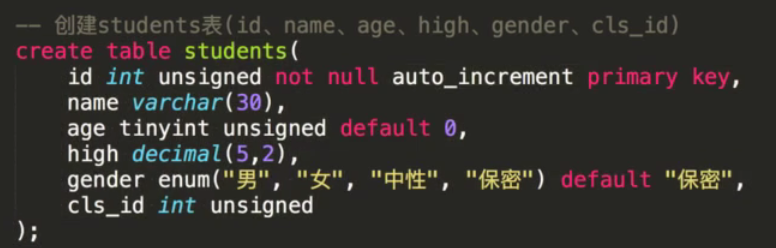 -- 创建students表(id、name、age、high、gender、cls_id)
create table students(
    id int unsigned not null auto_increment primary key,
    name varchar(30),
    age tinyint unsigned default 0,
    high decimal(5,2),
    gender enum("男", "女", "中性", "保密") default "保密",
    cls_id int unsigned
);